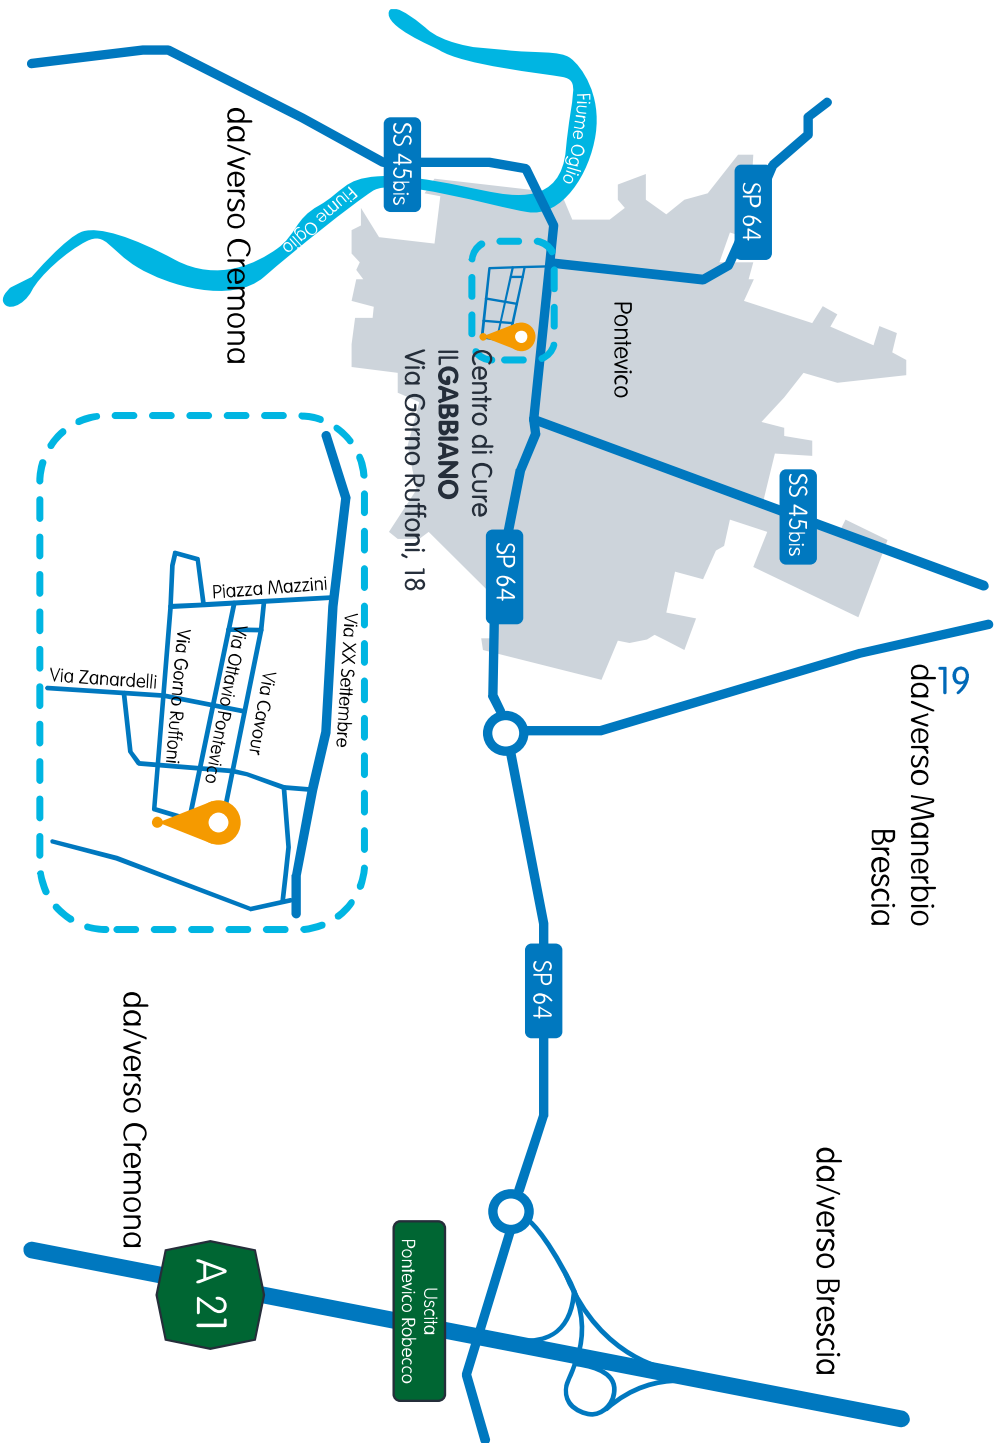 19
da/verso Manerbio
Brescia
da/verso Brescia
SP 64
SS 45bis
Pontevico
Fiume Oglio
SP 64
SP 64
Centro di Cure
ILGABBIANO
Via Gorno Ruffoni, 18
SS 45bis
Fiume Oglio
Uscita
Pontevico Robecco
da/verso Cremona
Via XX Settembre
Piazza Mazzini
Via Cavour
Via Ottavio Pontevico
Via Gorno Ruffoni
Via Zanardelli
A 21
da/verso Cremona